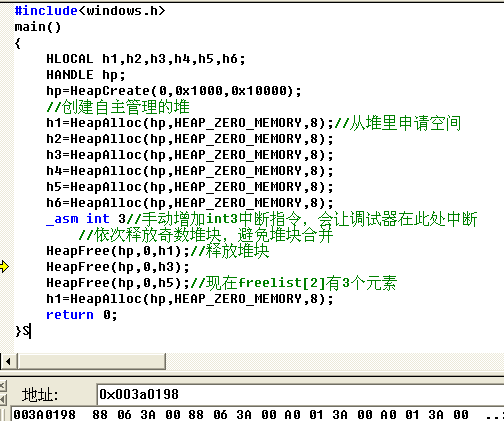 #include<windows.h>
main()
{
HLOCAL h1,h2,h3,h4,h5,h6;
HANDLE hp;
hp=HeapCreate(0,0x1000,0x10000);
//创建自主管理的堆
h1=HeapAlloc(hp,HEAP_ZERO_MEMORY,8);//从堆里申请空间
h2=HeapAlloc(hp,HEAP_ZERO_MEMORY,8);
h3=HeapAlloc(hp,HEAP_ZERO_MEMORY,8);
h4=HeapAlloc(hp,HEAP_ZERO_MEMORY,8);
h5=HeapAlloc(hp,HEAP_ZERO_MEMORY,8);
h6=HeapAlloc(hp,HEAP_ZERO_MEMORY,8);
_asm int 3//手动增加int3中断指令，会让调试器在此处中断
//依次释放奇数堆块，避免堆块合并
HeapFree(hp,0,h1);//释放堆块
HeapFree(hp,0,h3);
HeapFree(hp,0,h5);//现在freelist[2]有3个元素
h1=HeapAlloc(hp,HEAP_ZERO_MEMORY,8);
return 0;
}S
地址: 0x003a0198
003A0198 88 06 3A 00 88 06 3A 00 A0 01 3A 00 A0 01 3A 00 ..: